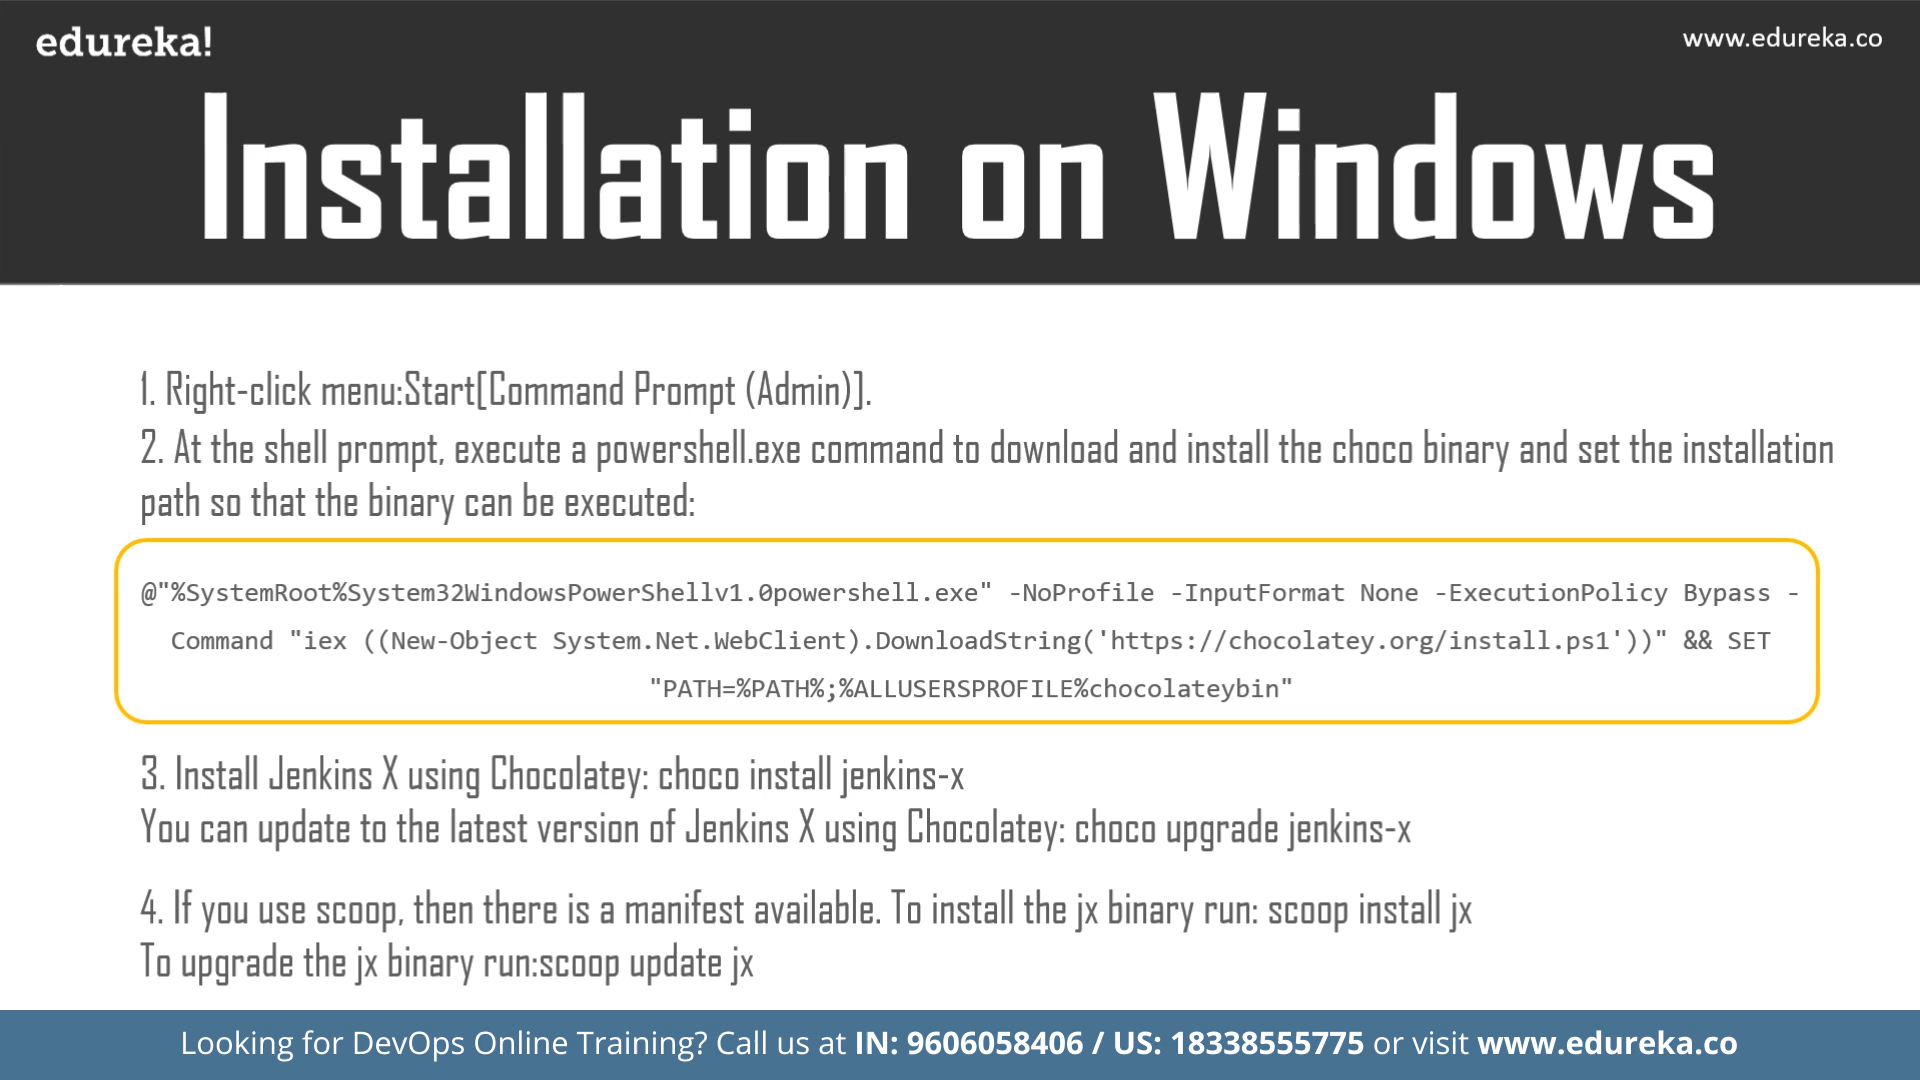 edureka!
www.edureka.co
Installation on Windows
1. Right-click menu:Start[Command Prompt (Admin)].
2. At the shell prompt, execute a powershell.exe command to download and install the choco binary and set the installation
path so that the binary can be executed:
@"%SystemRoot%System32WindowsPowerShellv1.0powershell.exe" -NoProfile -InputFormat None -ExecutionPolicy Bypass -
Command "iex ((New-Object System.Net.WebClient).DownloadString('https://chocolatey.org/install.ps1'))" && SET
"PATH=%PATH%;%ALLUSERSPROFILE%chocolateybin"
3. Install Jenkins X using Chocolatey: choco install jenkins-x
You can update to the latest version of Jenkins X using Chocolatey: choco upgrade jenkins-x
4. If you use scoop, then there is a manifest available. To install the jx binary run: scoop install jx
To upgrade the jx binary run:scoop update jx
Looking for DevOps Online Training? Call us at IN: 9606058406 / US: 18338555775 or visit www.edureka.co